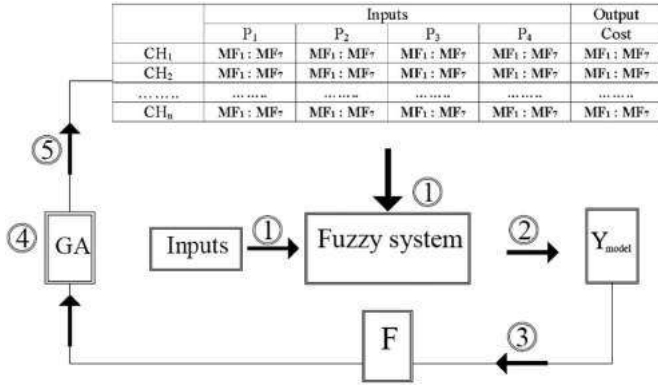 Inputs Output
P₁ P₂ P₃ P₄ Cost
CH₁ MF₁ : MF₇ MF₁ : MF₇ MF₁ : MF₇ MF₁ : MF₇ MF₁ : MF₇
CH₂ MF₁ : MF₇ MF₁ : MF₇ MF₁ : MF₇ MF₁ : MF₇ MF₁ : MF₇
........ ........ ........ ........ ........ ........
CHₙ MF₁ : MF₇ MF₁ : MF₇ MF₁ : MF₇ MF₁ : MF₇ MF₁ : MF₇
⑤
①
④ GA Inputs ① Fuzzy system ② Y model
F ③